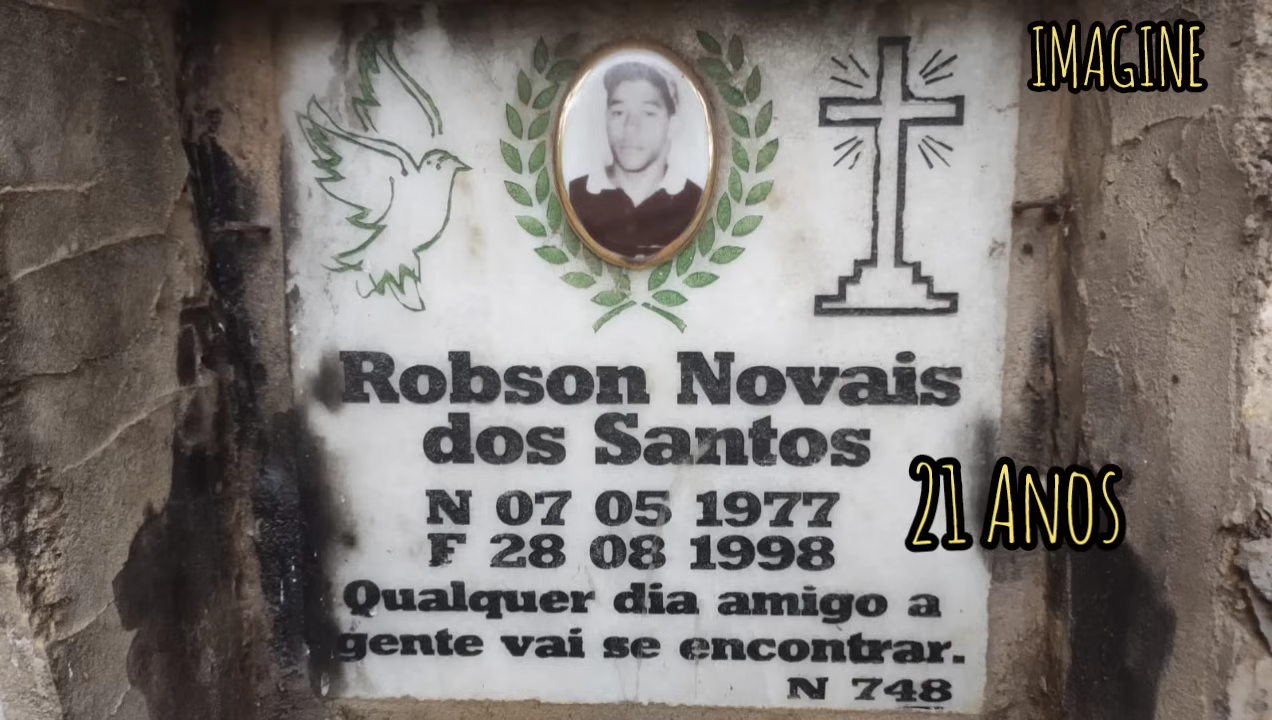 IMAGINE
Robson Novais
dos Santos
N 07 05 1977
F 28 08 1998
21 ANOS
Qualquer dia amigo a
gente vai se encontrar.
N 748